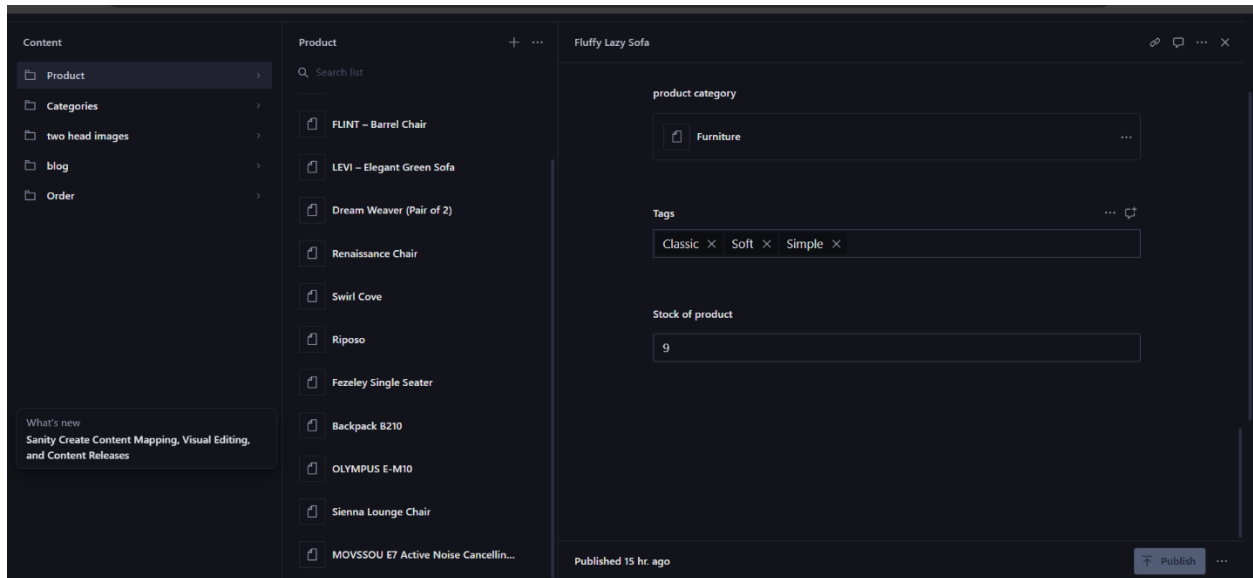 Content
Product
Categories
two head images
blog
Order
What's new
Sanity Create Content Mapping, Visual Editing,
and Content Releases
Product
Search list
FLINT – Barrel Chair
LEVI – Elegant Green Sofa
Dream Weaver (Pair of 2)
Renaissance Chair
Swirl Cove
Riposo
Fezeley Single Seater
Backpack B210
OLYMPUS E-M10
Sienna Lounge Chair
MOVSSOU E7 Active Noise Cancellin...
Fluffy Lazy Sofa
product category
Furniture
Tags
Classic Soft Simple
Stock of product
9
Published 15 hr. ago
Publish